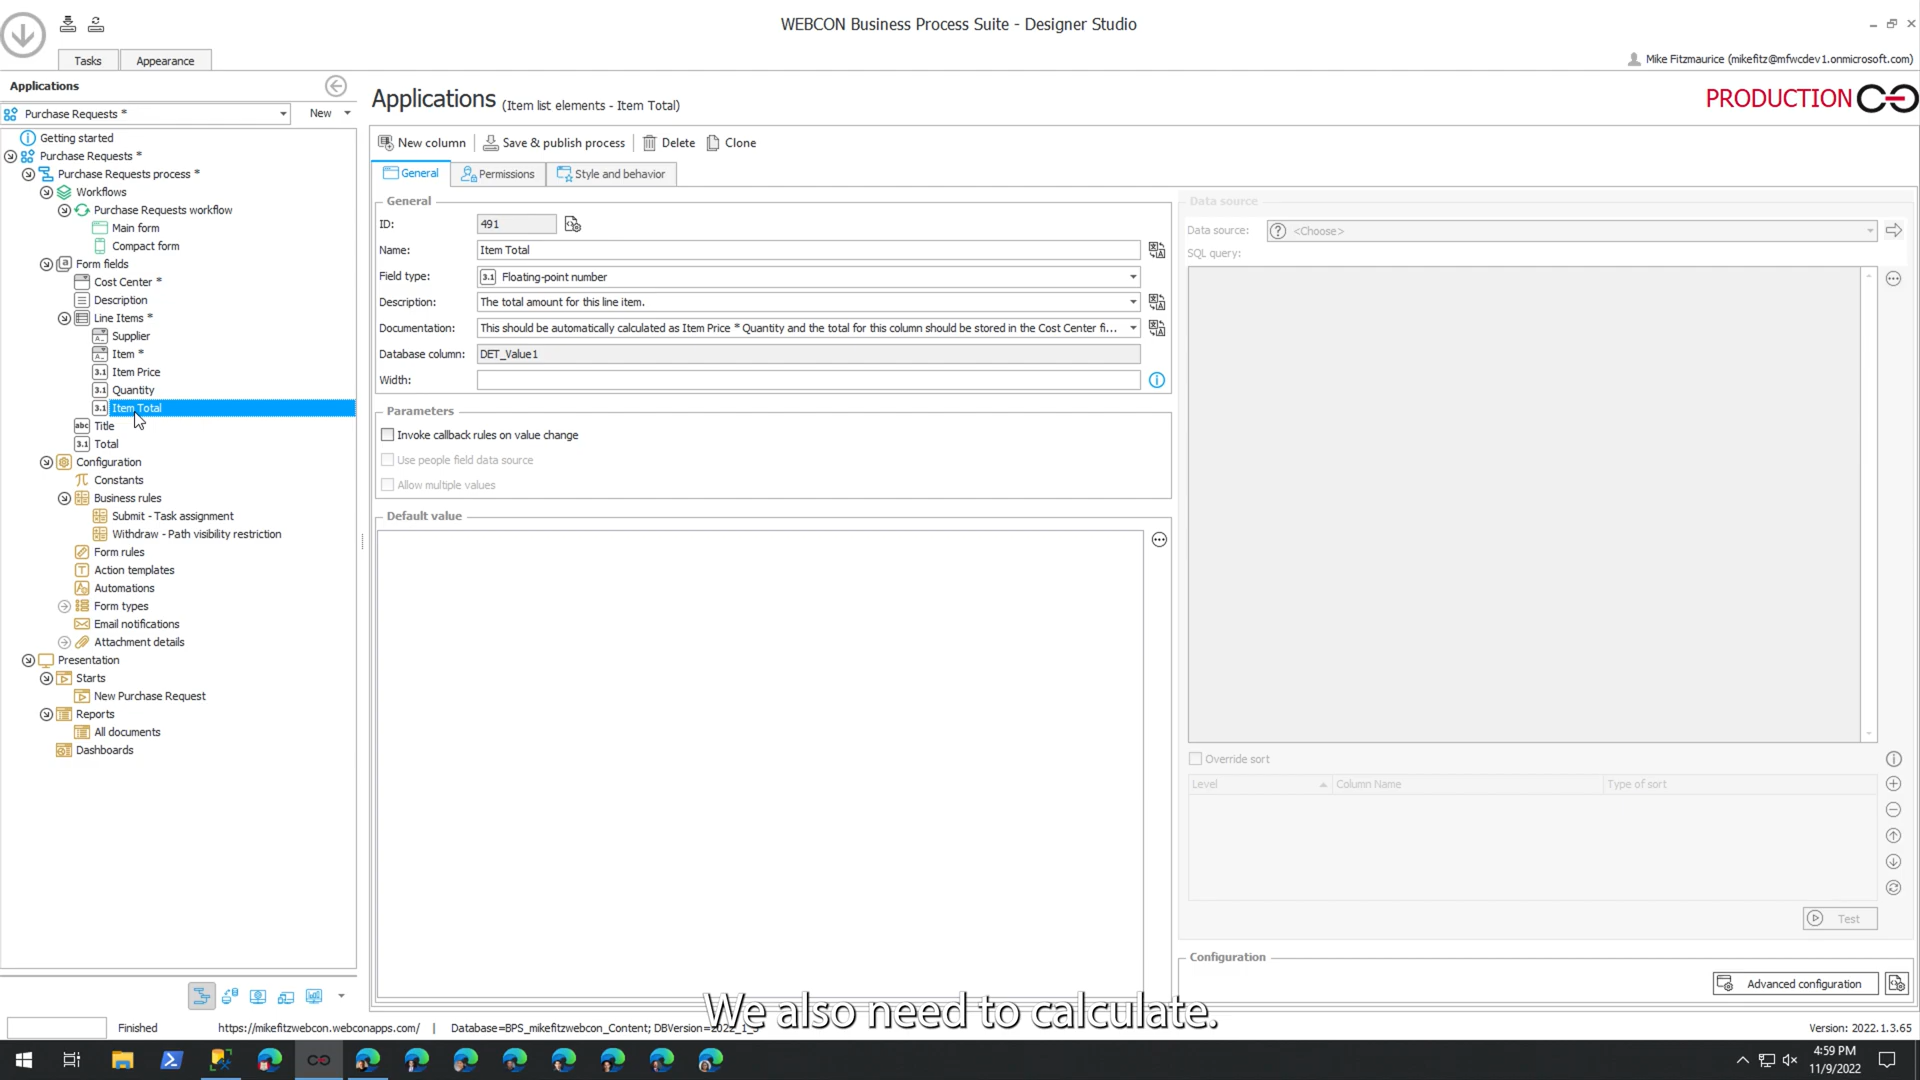 WEBCON Business Process Suite - Designer Studio
Tasks
Appearance
Mike Fitzmaurice (mikefitz@mfwcdev1.onmicrosoft.com)
Applications
Purchase Requests *
New
Getting started
Purchase Requests *
Purchase Requests process *
Workflows
Purchase Requests workflow
Main form
Compact form
Form fields
Cost Center *
Description
Line Items *
Supplier
Item *
Item Price
Quantity
Item Total
Title
Total
Configuration
Constants
Business rules
Submit - Task assignment
Withdraw - Path visibility restriction
Form rules
Action templates
Automations
Form types
Email notifications
Attachment details
Presentation
Starts
New Purchase Request
Reports
All documents
Dashboards
Applications (Item list elements - Item Total)
PRODUCTION
New column
Save & publish process
Delete
Clone
General
Permissions
Style and behavior
General
ID: 491
Name: Item Total
Field type: 3.1 Floating-point number
Description: The total amount for this line item.
Documentation: This should be automatically calculated as Item Price * Quantity and the total for this column should be stored in the Cost Center fi...
Database column: DET_Value1
Width:
Parameters
Invoke callback rules on value change
Use people field data source
Allow multiple values
Default value
Data source
Data source: <Choose>
SQL query:
Override sort
Level Column Name Type of sort
Test
Configuration
Advanced configuration
We also need to calculate.
Finished
https://mikefitzwebcon.webconapps.com/ | Database=BPS_mikefitzwebcon_Content; DBVersion=2022_1_3
Version: 2022.1.3.65
4:59 PM
11/9/2022